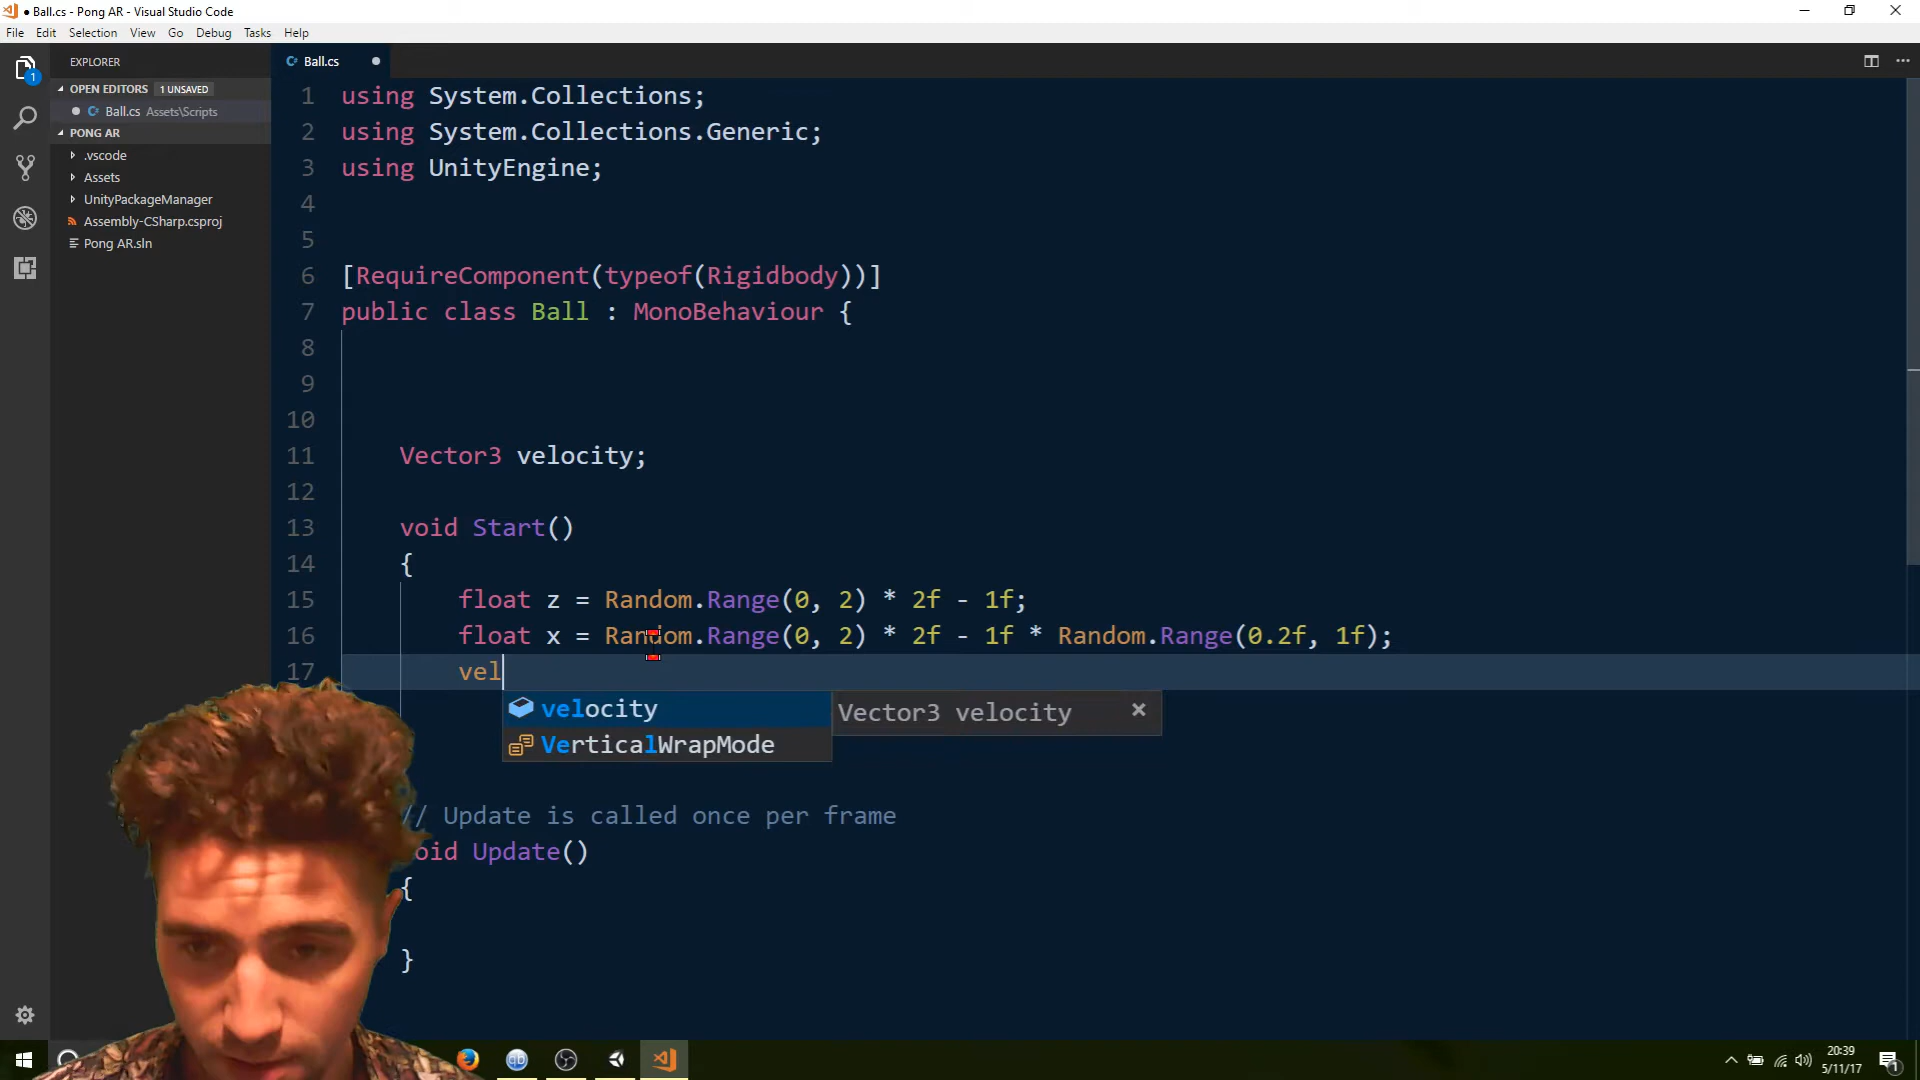 ● Ball.cs - Pong AR - Visual Studio Code
File Edit Selection View Go Debug Tasks Help
EXPLORER
OPEN EDITORS 1 UNSAVED
Ball.cs Assets\Scripts
PONG AR
.vscode
Assets
UnityPackageManager
Assembly-CSharp.csproj
Pong AR.sln
1
Ball.cs
1 using System.Collections;
2 using System.Collections.Generic;
3 using UnityEngine;
4
5
6 [RequireComponent(typeof(Rigidbody))]
7 public class Ball : MonoBehaviour {
8
9
10
11 Vector3 velocity;
12
13 void Start()
14 {
15 float z = Random.Range(0, 2) * 2f - 1f;
16 float x = Random.Range(0, 2) * 2f - 1f * Random.Range(0.2f, 1f);
17 vel
velocity
Vector3 velocity
VerticalWrapMode
// Update is called once per frame
oid Update()
{
}
20:39
5/11/17
1